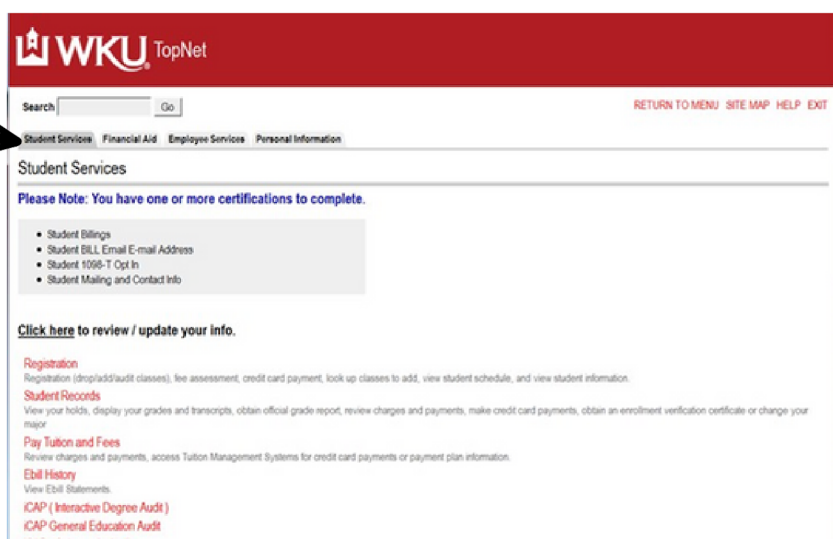 WKU® TopNet
Search Go RETURN TO MENU SITE MAP HELP EXIT
Student Services Financial Aid Employee Services Personal Information
Student Services
Please Note: You have one or more certifications to complete.
• Student Billings
• Student BILL Email E-mail Address
• Student 1098-T Opt In
• Student Mailing and Contact Info
Click here to review / update your info.
Registration
Registration (drop/add/audit classes), fee assessment, credit card payment, look up classes to add, view student schedule, and view student information.
Student Records
View your holds, display your grades and transcripts, obtain official grade report, review charges and payments, make credit card payments, obtain an enrollment verification certificate or change your
major
Pay Tuition and Fees
Review charges and payments, access Tuition Management Systems for credit card payments or payment plan information.
Ebill History
View Ebill Statements.
iCAP ( Interactive Degree Audit )
iCAP General Education Audit